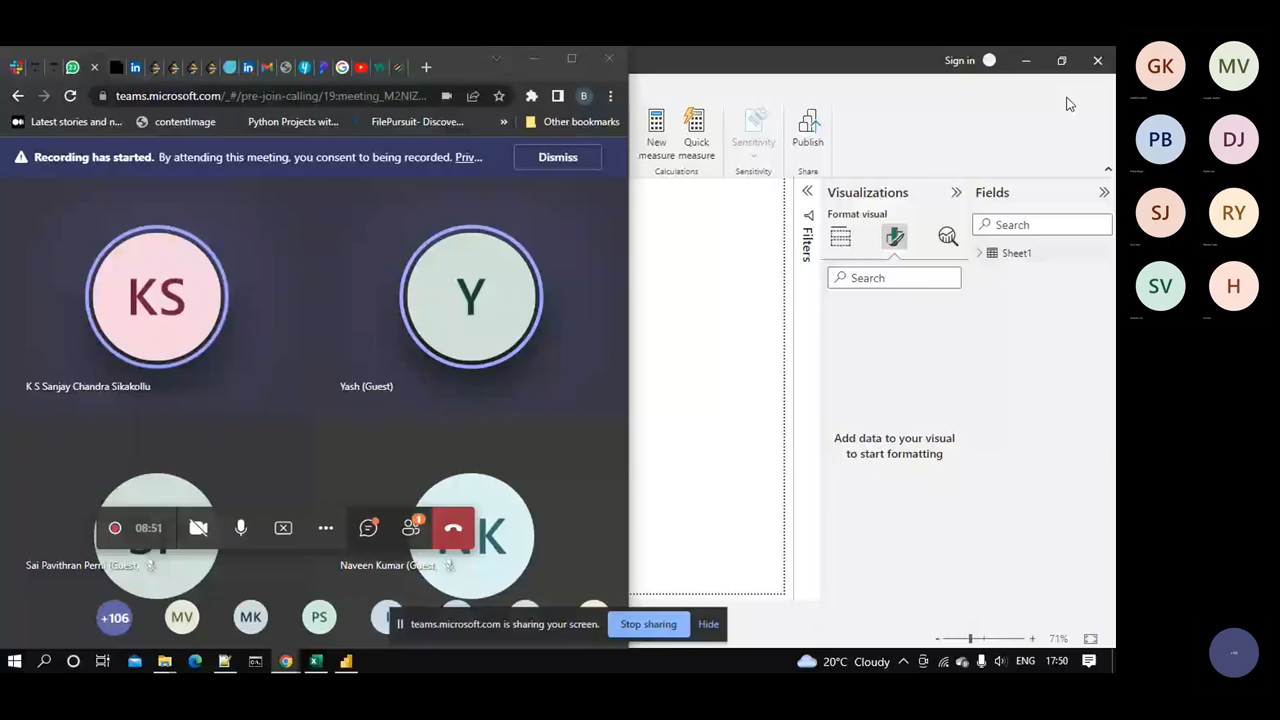 Sign in
teams.microsoft.com/_#/pre-join-calling/19:meeting_M2NIZ...
B
Latest stories and n...
contentImage
Python Projects wit...
FilePursuit- Discove...
»
Other bookmarks
Recording has started. By attending this meeting, you consent to being recorded. Priv...
Dismiss
New measure
Quick measure
Calculations
Sensitivity
Sensitivity
Publish
Share
Filters
Visualizations
Format visual
Search
Add data to your visual
to start formatting
Fields
Search
Sheet1
KS
K S Sanjay Chandra Sikakollu
Y
Yash (Guest)
08:51
1
K
Sai Pavithran Perni (Guest,
Naveen Kumar (Guest,
+106
MV
MK
PS
teams.microsoft.com is sharing your screen.
Stop sharing
Hide
- + 71%
20°C Cloudy
ENG
17:50
GK
MV
PB
DJ
SJ
RY
SV
H